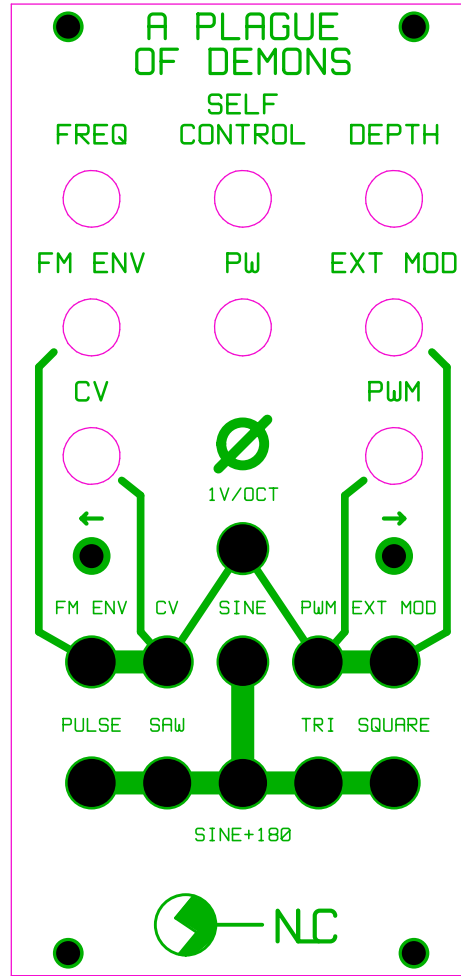 A PLAGUE
OF DEMONS
FREQ
SELF
CONTROL
DEPTH
FM ENV
PW
EXT MOD
CV
PWM
1V/OCT
FM ENV
CV
SINE
PWM
EXT MOD
PULSE
SAW
TRI
SQUARE
SINE+180
NLC